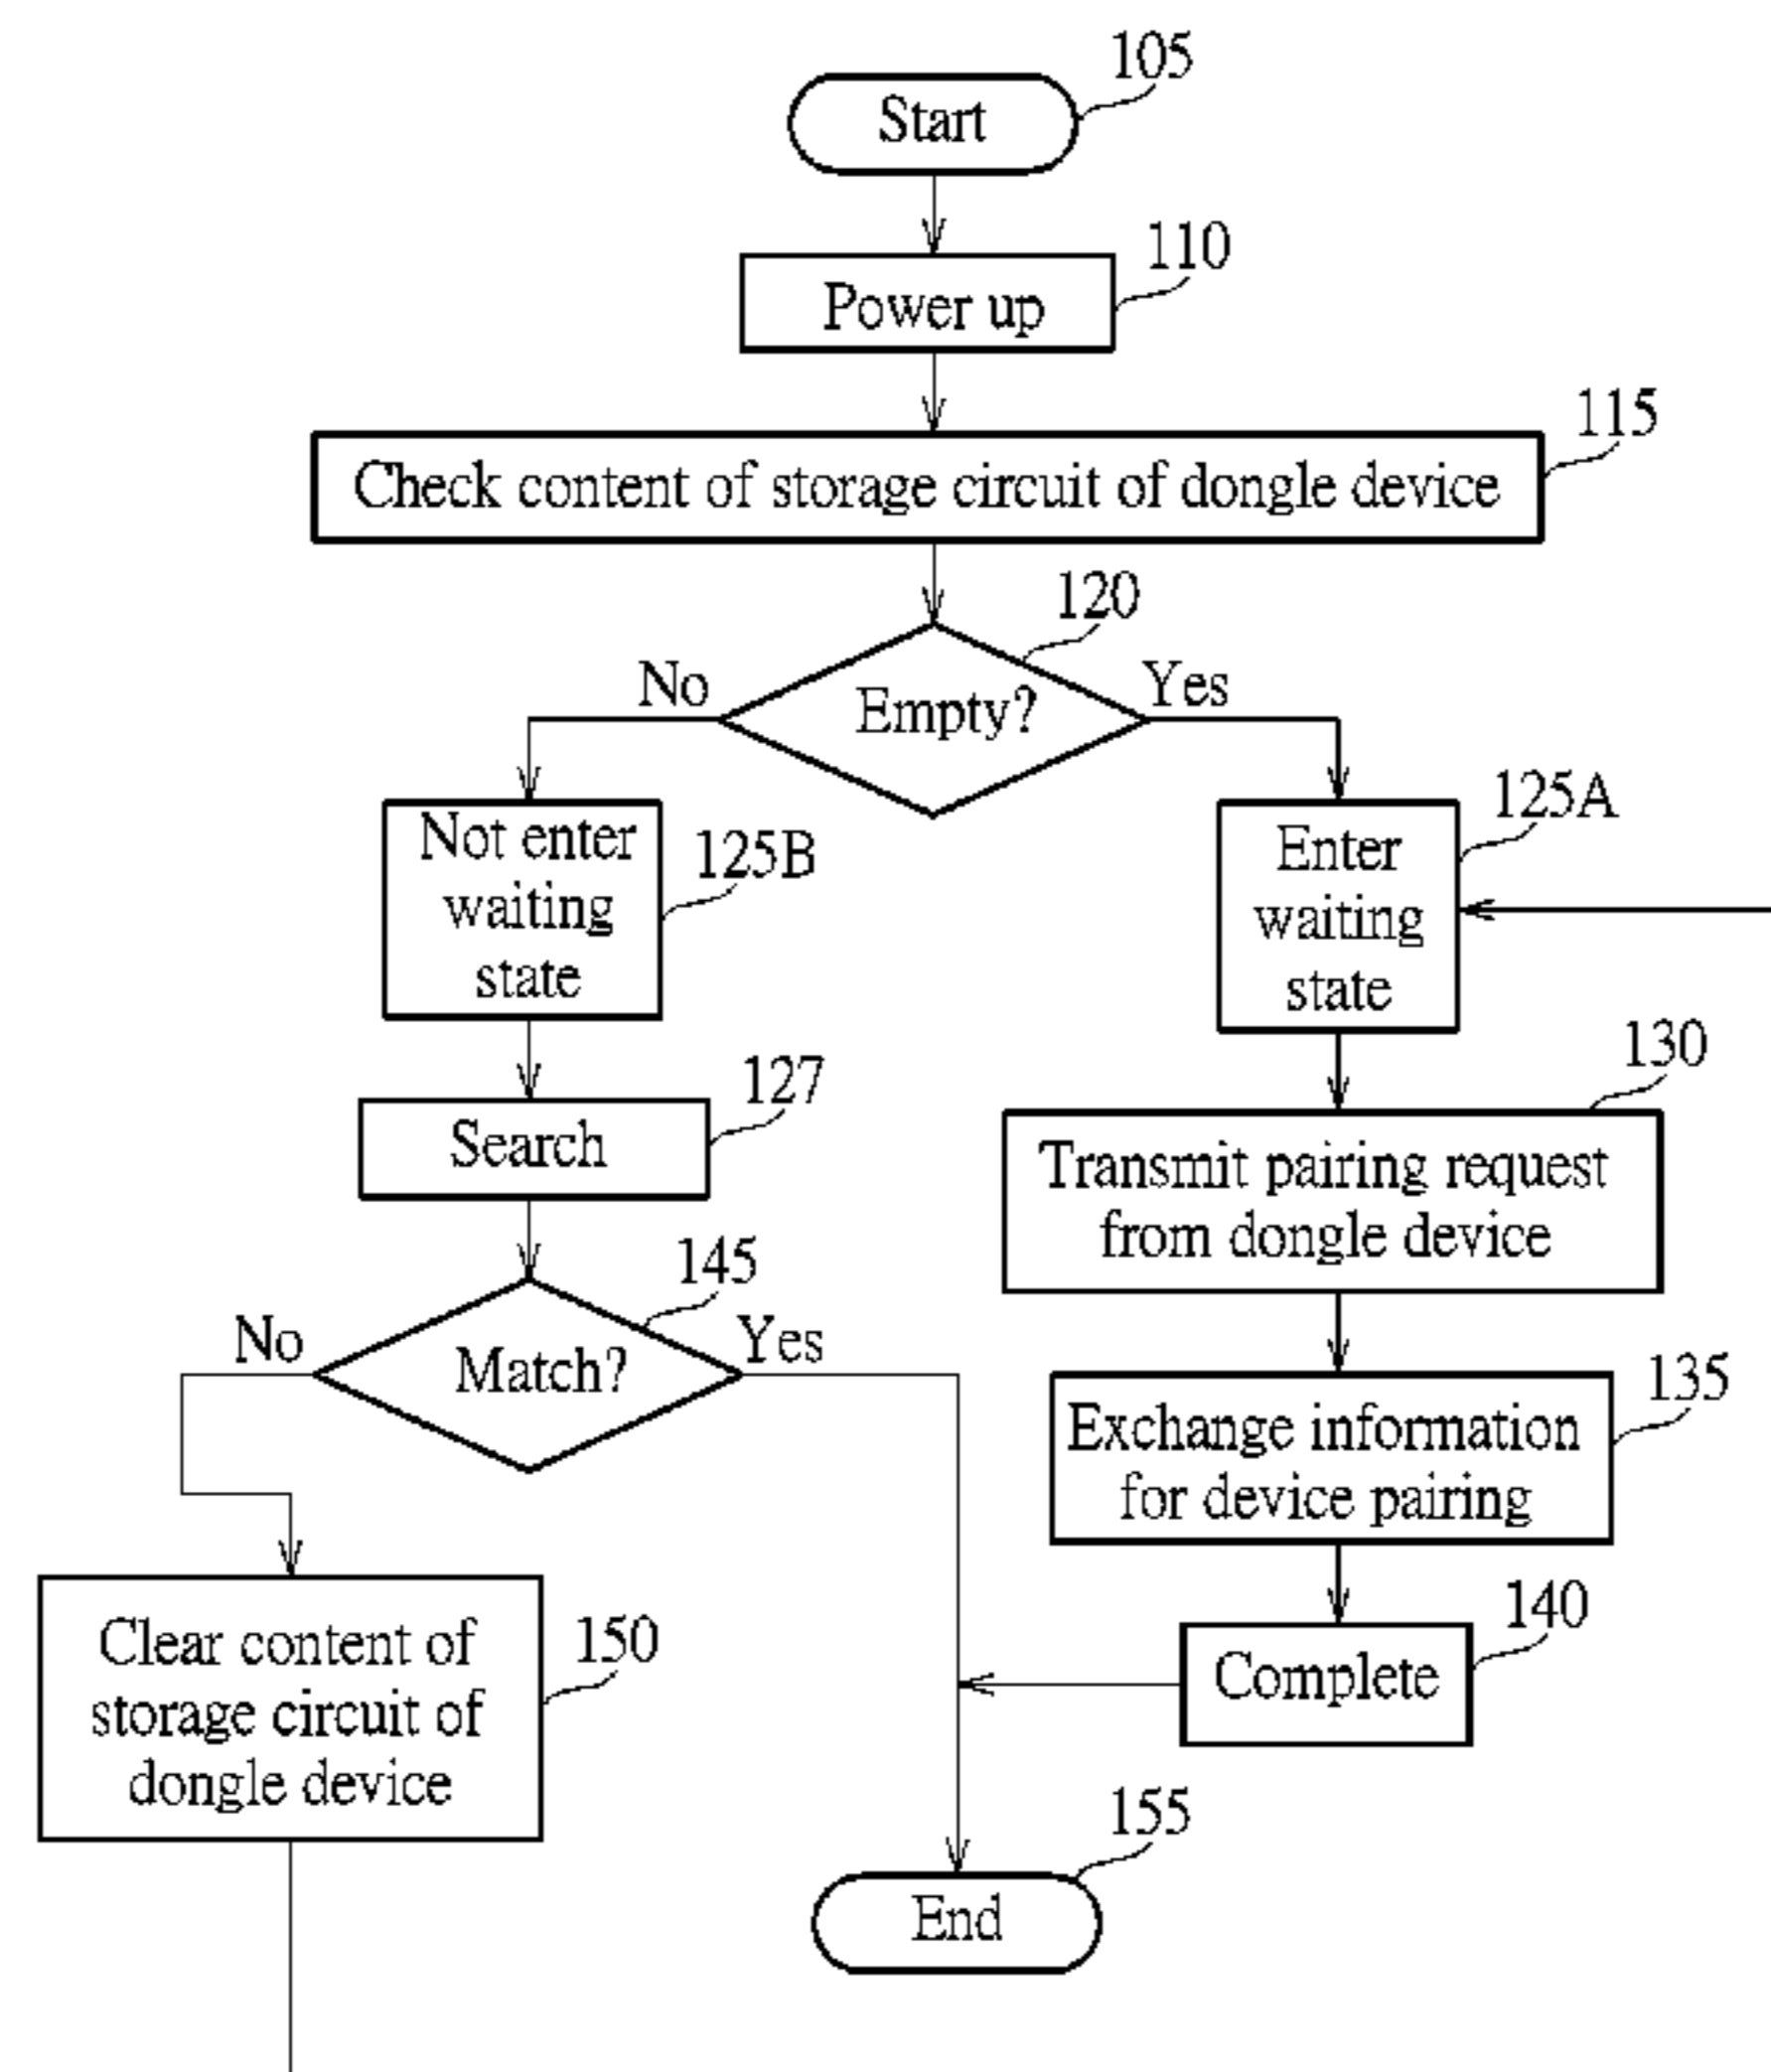 105
Start
110
Power up
115
Check content of storage circuit of dongle device
120
No
Yes
Empty?
125A
125B
Not enter
waiting
state
Enter
waiting
state
127
Search
130
Transmit pairing request
from dongle device
145
No
Yes
Match?
135
Exchange information
for device pairing
140
Complete
150
Clear content of
storage circuit of
dongle device
155
End